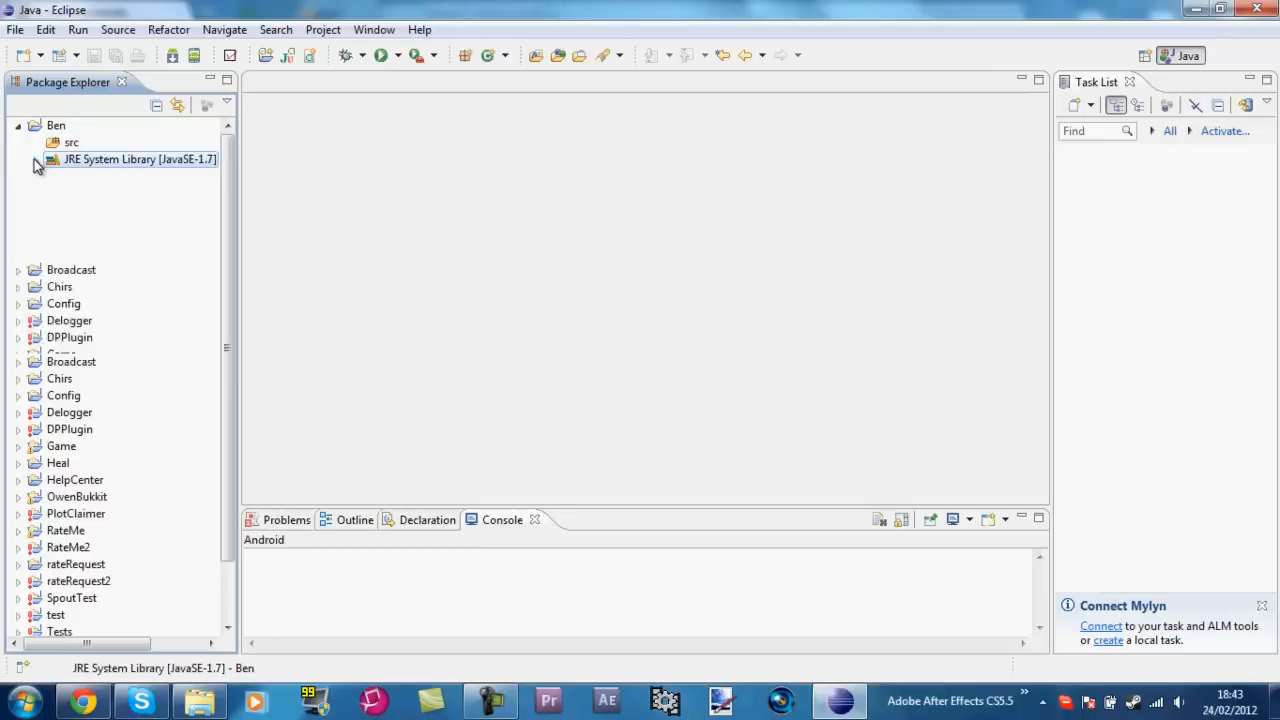 Java - Eclipse
File Edit Run Source Refactor Navigate Search Project Window Help
Java
Package Explorer
Task List
Ben
src
JRE System Library [JavaSE-1.7]
Find All Activate...
Broadcast
Chirs
Config
Delogger
DPPlugin
Broadcast
Chirs
Config
Delogger
DPPlugin
Game
Heal
HelpCenter
OwenBukkit
PlotClaimer
RateMe
RateMe2
rateRequest
rateRequest2
SpoutTest
test
Tests
Problems Outline Declaration Console
Android
Connect Mylyn
Connect to your task and ALM tools
or create a local task.
JRE System Library [JavaSE-1.7] - Ben
99
Pr
AE
Adobe After Effects CS5.5
18:43
24/02/2012